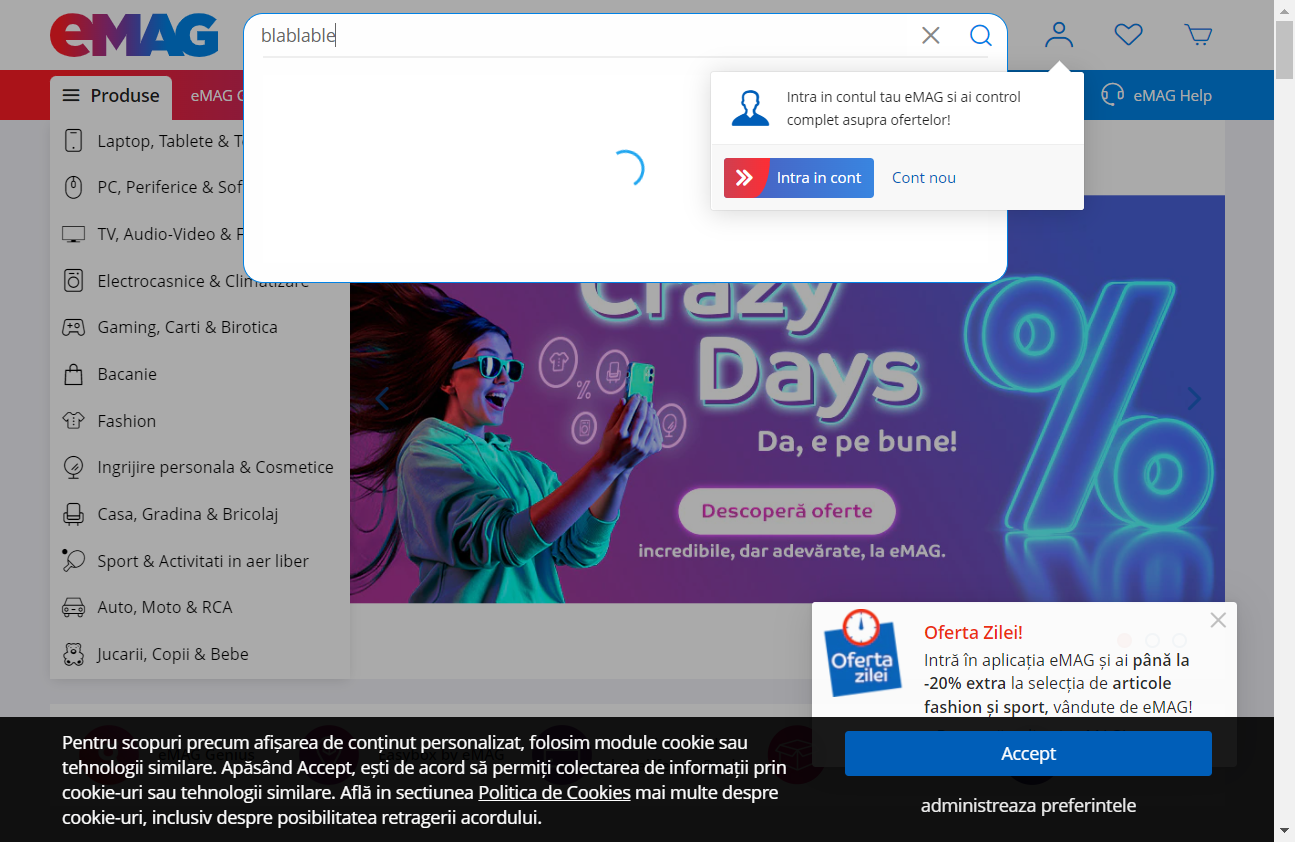 eMAG
blablable
Produse
eMAG
eMAG Help
Intra in contul tau eMAG si ai control
complet asupra ofertelor!
Intra in cont
Cont nou
Laptop, Tablete &
PC, Periferice &
TV, Audio-Video &
Electrocasnice & Climatizare
Gaming, Carti & Birotica
Bacanie
Fashion
Ingrijire personala & Cosmetice
Casa, Gradina & Bricolaj
Sport & Activitati in aer liber
Auto, Moto & RCA
Jucarii, Copii & Bebe
Crazy
Days
%
Da, e pe bune!
Descoperă oferte
incredibile, dar adevărate, la eMAG.
Oferta
zilei
Oferta Zilei!
Intră în aplicația eMAG și ai până la
-20% extra la selecția de articole
fashion și sport, vândute de eMAG!
Pentru scopuri precum afișarea de conținut personalizat, folosim module cookie sau
tehnologii similare. Apăsând Accept, ești de acord să permiți colectarea de informații prin
cookie-uri sau tehnologii similare. Află in sectiunea Politica de Cookies mai multe despre
cookie-uri, inclusiv despre posibilitatea retragerii acordului.
Accept
administreaza preferintele